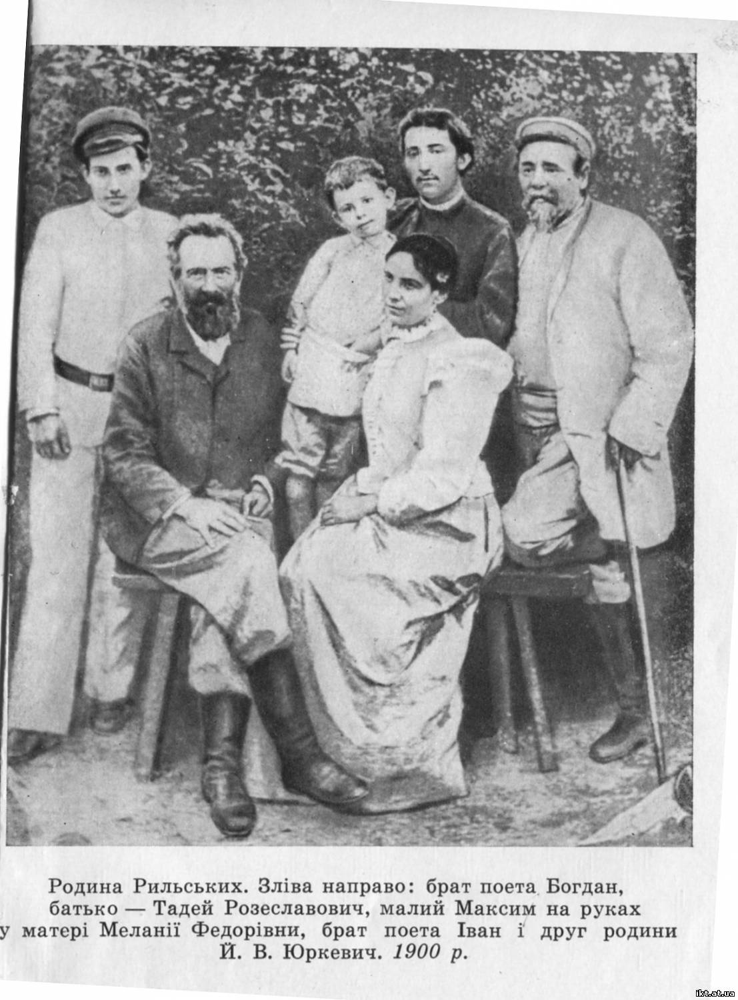 Родина Рильських. Зліва направо: брат поета Богдан,
батько — Тадей Розеславович, малий Максим на руках
у матері Меланії Федорівни, брат поета Іван і друг родини
Й. В. Юркевич. 1900 р.
ikt.at.ua